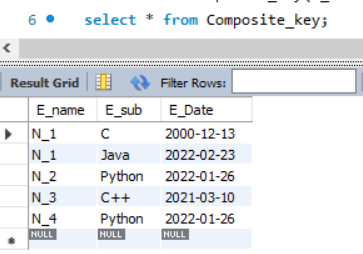 6 select * from Composite_key;
Result Grid Filter Rows:
E_name E_sub E_Date
N_1 C 2000-12-13
N_1 Java 2022-02-23
N_2 Python 2022-01-26
N_3 C++ 2021-03-10
N_4 Python 2022-01-26
NULL NULL NULL